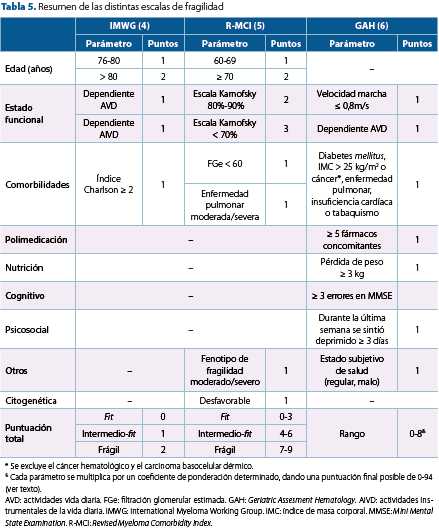 Tabla 5. Resumen de las distintas escalas de fragilidad
IMWG (4) R-MCI (5) GAH (6)
Parámetro Puntos Parámetro Puntos Parámetro Puntos
Edad (años)
76-80 1 60-69 1 –
> 80 2 ≥ 70 2
Estado funcional
Dependiente AVD 1 Escala Karnofsky 80%-90% 2 Velocidad marcha ≤ 0,8m/s 1
Dependiente AIVD 1 Escala Karnofsky < 70% 3 Dependiente AVD 1
Comorbilidades
Índice Charlson ≥ 2 1
FGe < 60 1
Enfermedad pulmonar moderada/severa 1
Diabetes mellitus, IMC > 25 kg/m² o cáncer*, enfermedad pulmonar, insuficiencia cardíaca o tabaquismo 1
Polimedicación – ≥ 5 fármacos concomitantes 1
Nutrición – Pérdida de peso ≥ 3 kg 1
Cognitivo – ≥ 3 errores en MMSE
Psicosocial – Durante la última semana se sintió deprimido ≥ 3 días 1
Otros – Fenotipo de fragilidad moderado/severo 1 Estado subjetivo de salud (regular, malo) 1
Citogenética – Desfavorable 1 –
Puntuación total
Fit 0 Fit 0-3
Intermedio-fit 1 Intermedio-fit 4-6 Rango 0-8&
Frágil 2 Frágil 7-9
* Se excluye el cáncer hematológico y el carcinoma basocelular dérmico.
& Cada parámetro se multiplica por un coeficiente de ponderación determinado, dando una puntuación final de 0-94
(ver texto).
AVD: actividades vida diaria. FGe: filtración glomerular estimada. GAH: Geriatric Assesment Hematology. AIVD: actividades ins-
trumentales de la vida diaria. IMWG: International Myeloma Working Group. IMC: índice de masa corporal. MMSE: Mini Mental
State Examination. R-MCI: Revised Myeloma Comorbidity Index.